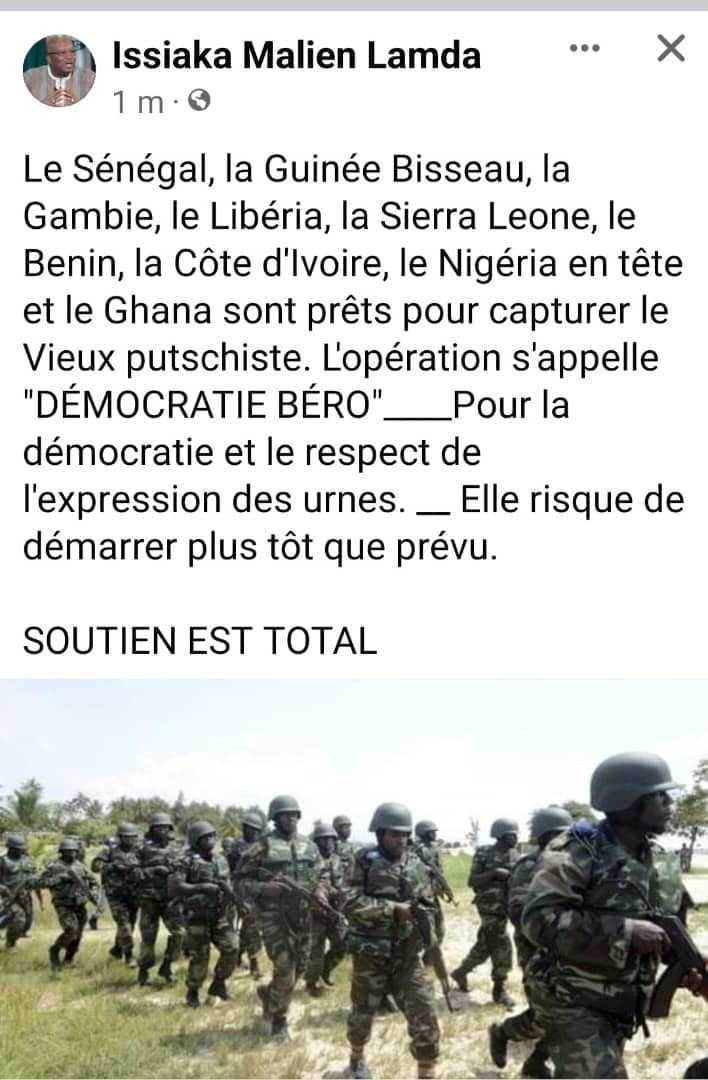 Issiaka Malien Lamda
1 m ·
Le Sénégal, la Guinée Bisseau, la
Gambie, le Libéria, la Sierra Leone, le
Benin, la Côte d'Ivoire, le Nigéria en tête
et le Ghana sont prêts pour capturer le
Vieux putschiste. L'opération s'appelle
"DÉMOCRATIE BÉRO"____Pour la
démocratie et le respect de
l'expression des urnes. __ Elle risque de
démarrer plus tôt que prévu.
SOUTIEN EST TOTAL